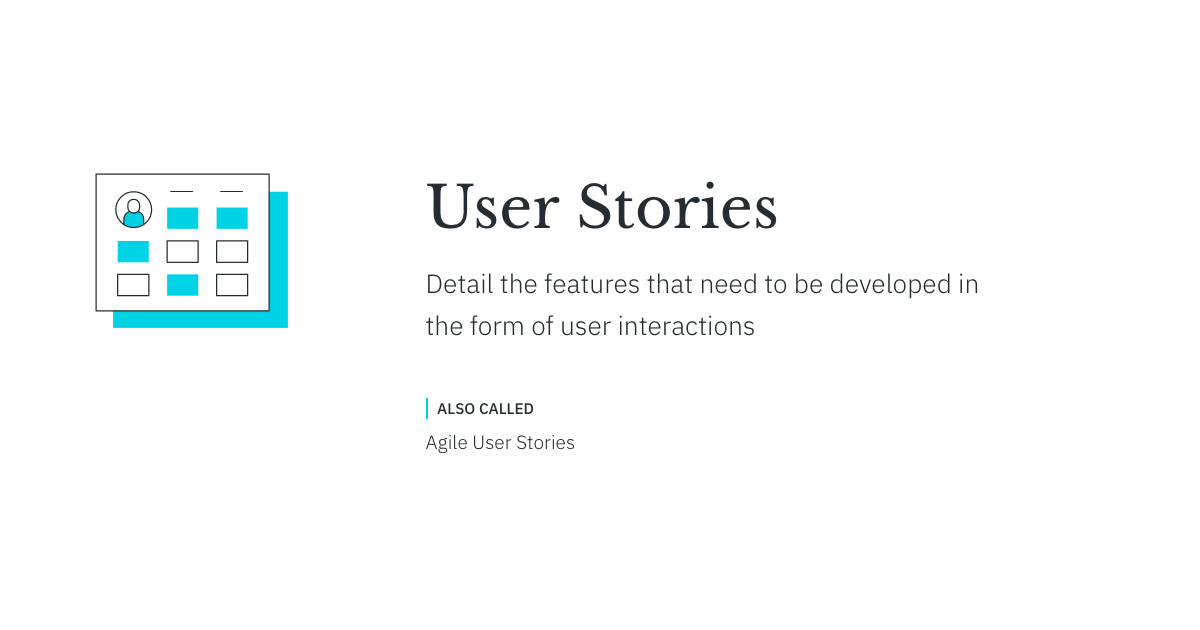 User Stories
Detail the features that need to be developed in
the form of user interactions
ALSO CALLED
Agile User Stories